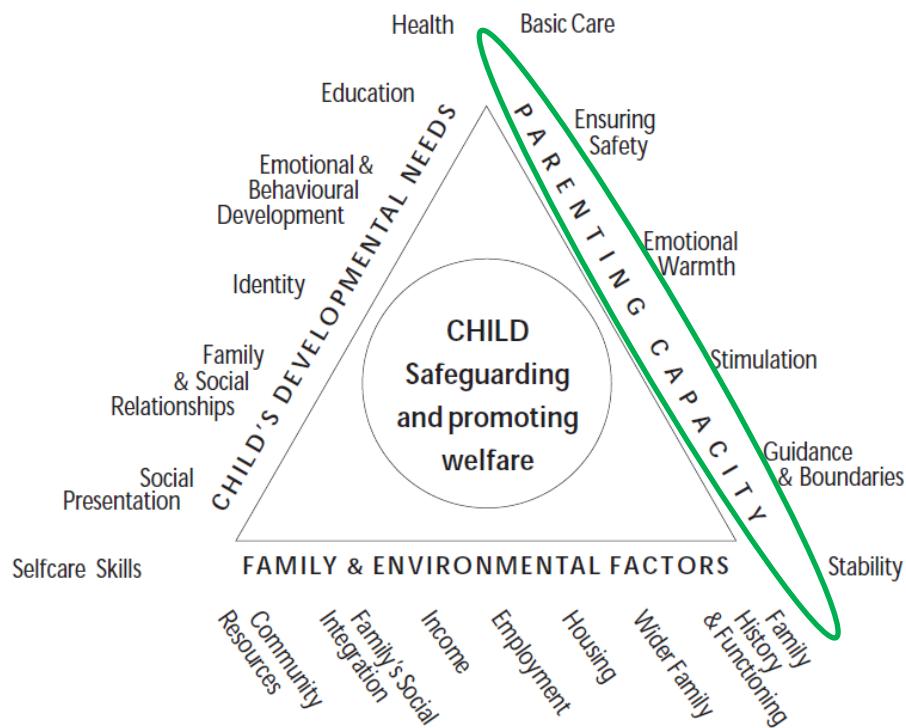 Health
Basic Care
Education
Ensuring
Safety
Emotional &
Behavioural
Development
Emotional
Warmth
Identity
Stimulation
Family
& Social
Relationships
Guidance
& Boundaries
Social
Presentation
Stability
Selfcare Skills
CHILD'S DEVELOPMENTAL NEEDS
PARENTING CAPACITY
CHILD
Safeguarding
and promoting
welfare
FAMILY & ENVIRONMENTAL FACTORS
Community
Resources
Family's Social
Integration
Income
Employment
Housing
Wider Family
Family
History
& Functioning